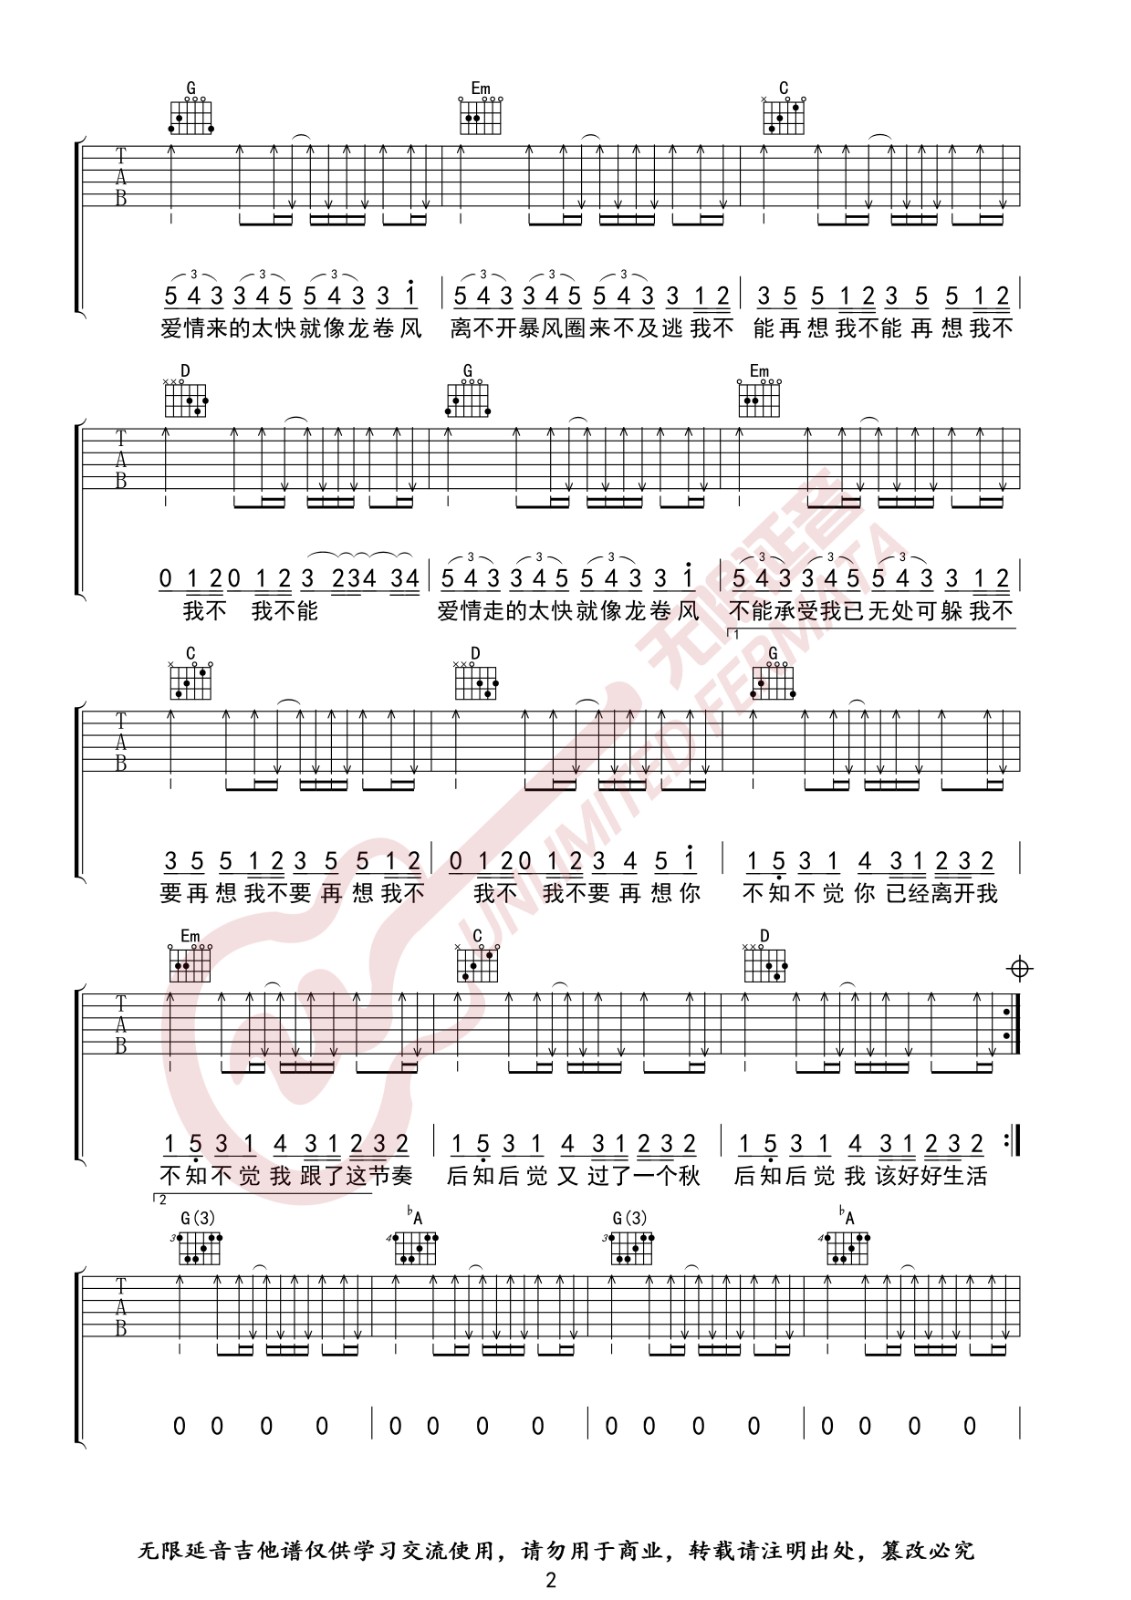 G Em C
T
A
B
3 3 3 3 3 3
5 4 3 3 4 5 5 4 3 3 1 5 4 3 3 4 5 5 4 3 3 1 2 3 5 5 1 2 3 5 5 1 2
爱情来的太快就像龙卷风 离不开暴风圈来不及逃我不 能再想我不能再想我不
D G Em
T
A
B
3 3 3 3 3 3
0 1 2 0 1 2 3 2 3 4 3 4 5 4 3 3 4 5 5 4 3 3 1 5 4 3 3 4 5 5 4 3 3 1 2
我不 我不能 爱情走的太快就像龙卷风 不能承受我已无处可躲我不
1
C D G
T
A
B
3 5 5 1 2 3 5 5 1 2 0 1 2 0 1 2 3 4 5 1 1 5 3 1 4 3 1 2 3 2
要再想我不要再想我不 我不 我不要再想你 不知不觉你已经离开我
Em C D
T
A
B
1 5 3 1 4 3 1 2 3 2 1 5 3 1 4 3 1 2 3 2 1 5 3 1 4 3 1 2 3 2
不知不觉我跟了这节奏 后知后觉又过了一个秋 后知后觉我该好好生活
2
G(3) ♭A G(3) ♭A
3 4 3 4
T
A
B
0 0 0 0 0 0 0 0 0 0 0 0 0 0 0 0
无限延音
UNLIMITED FERMATA
无限延音吉他谱仅供学习交流使用，请勿用于商业，转载请注明出处，篡改必究
2